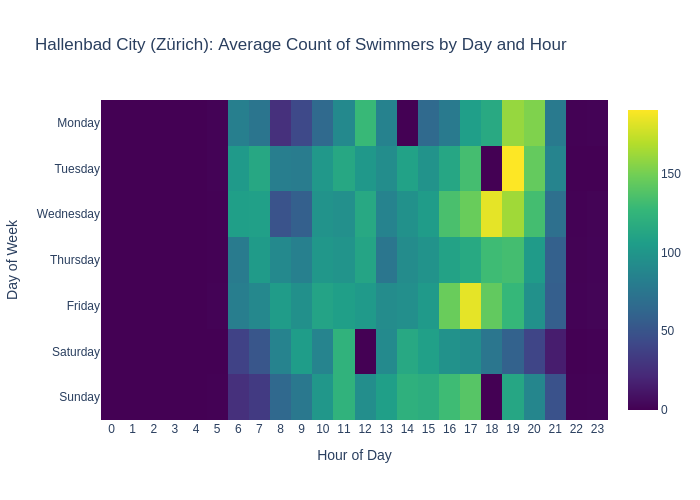 Hallenbad City (Zürich): Average Count of Swimmers by Day and Hour
Day of Week
Monday
Tuesday
Wednesday
Thursday
Friday
Saturday
Sunday
0 1 2 3 4 5 6 7 8 9 10 11 12 13 14 15 16 17 18 19 20 21 22 23
Hour of Day
150
100
50
0